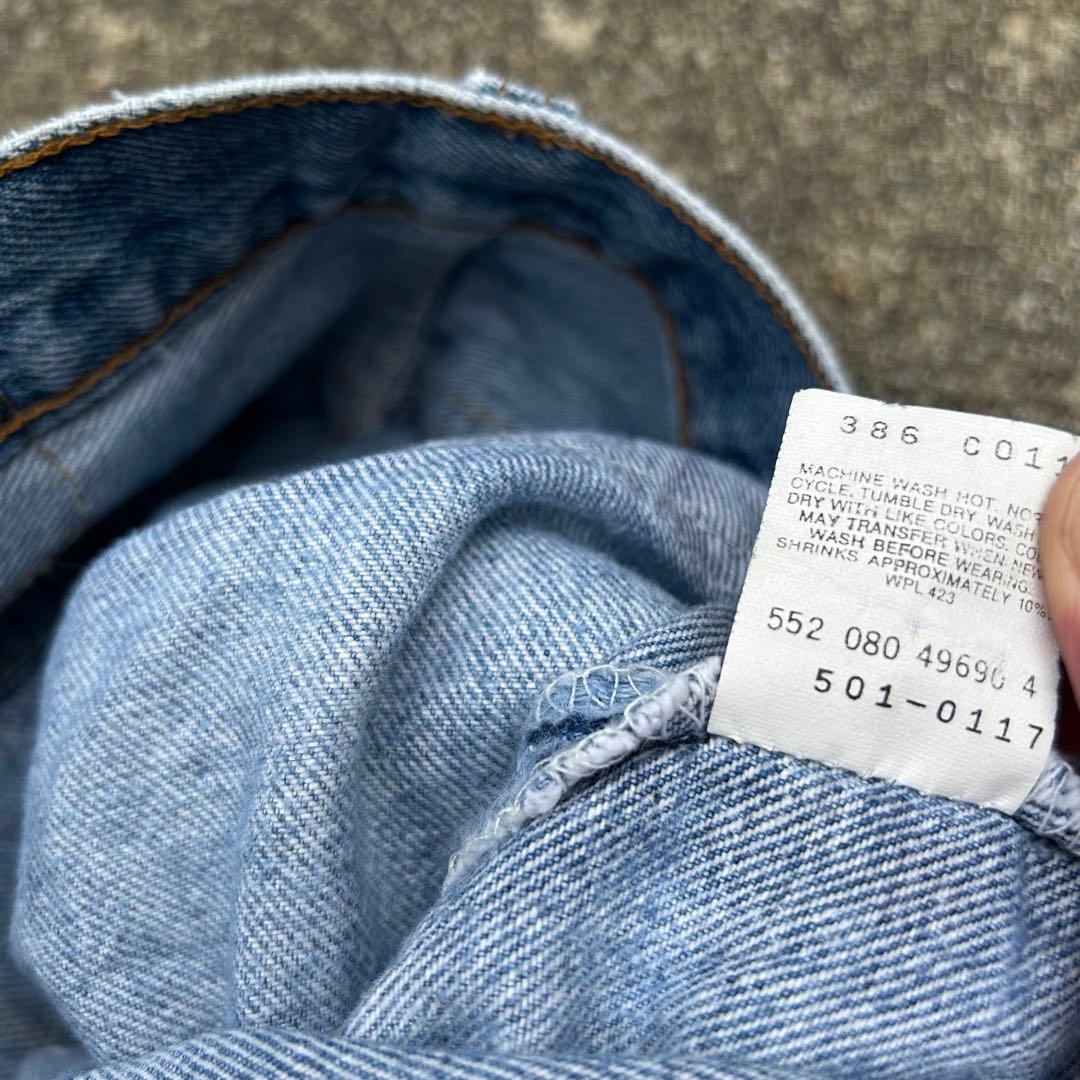 386 C011
MACHINE WASH HOT. NOR
CYCLE. TUMBLE DRY. WASH
DRY WITH LIKE COLORS. CO
MAY TRANSFER WHEN NEW
WASH BEFORE WEARING.
SHRINKS APPROXIMATELY 10%
WPL 423
552 080 49690 4
501-0117